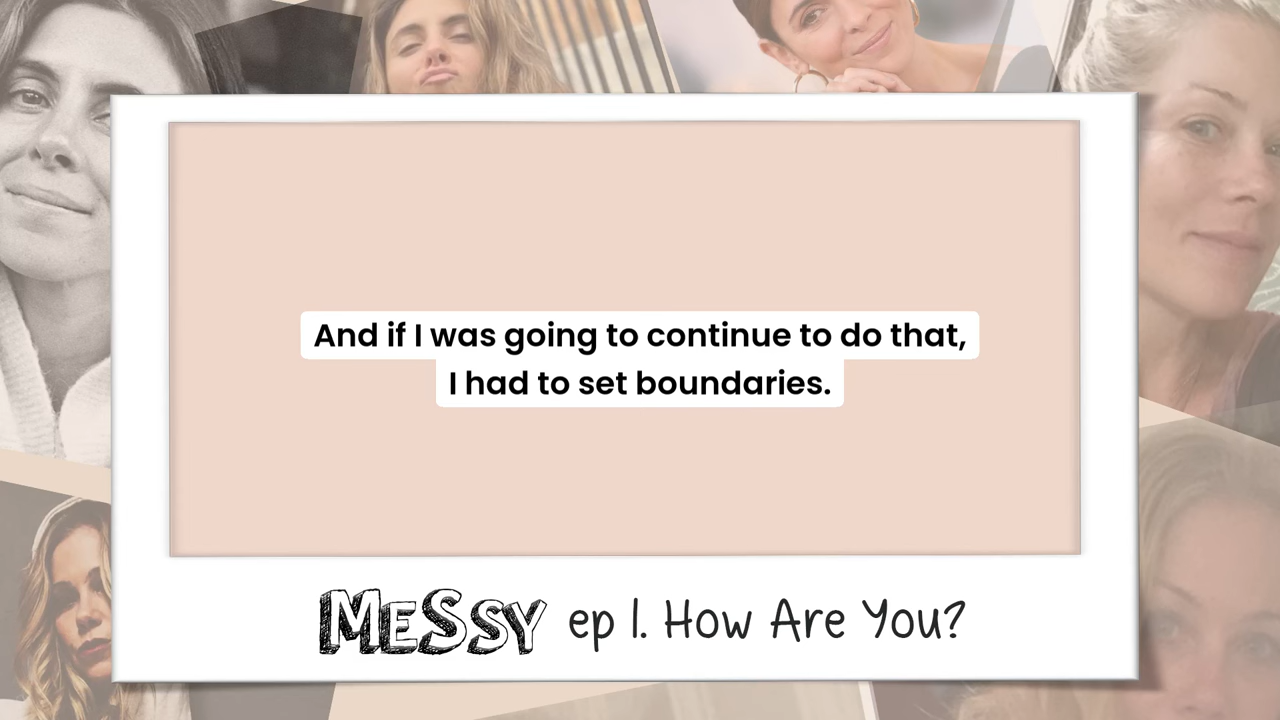 And if I was going to continue to do that,
I had to set boundaries.
MeSSY ep 1. How Are You?